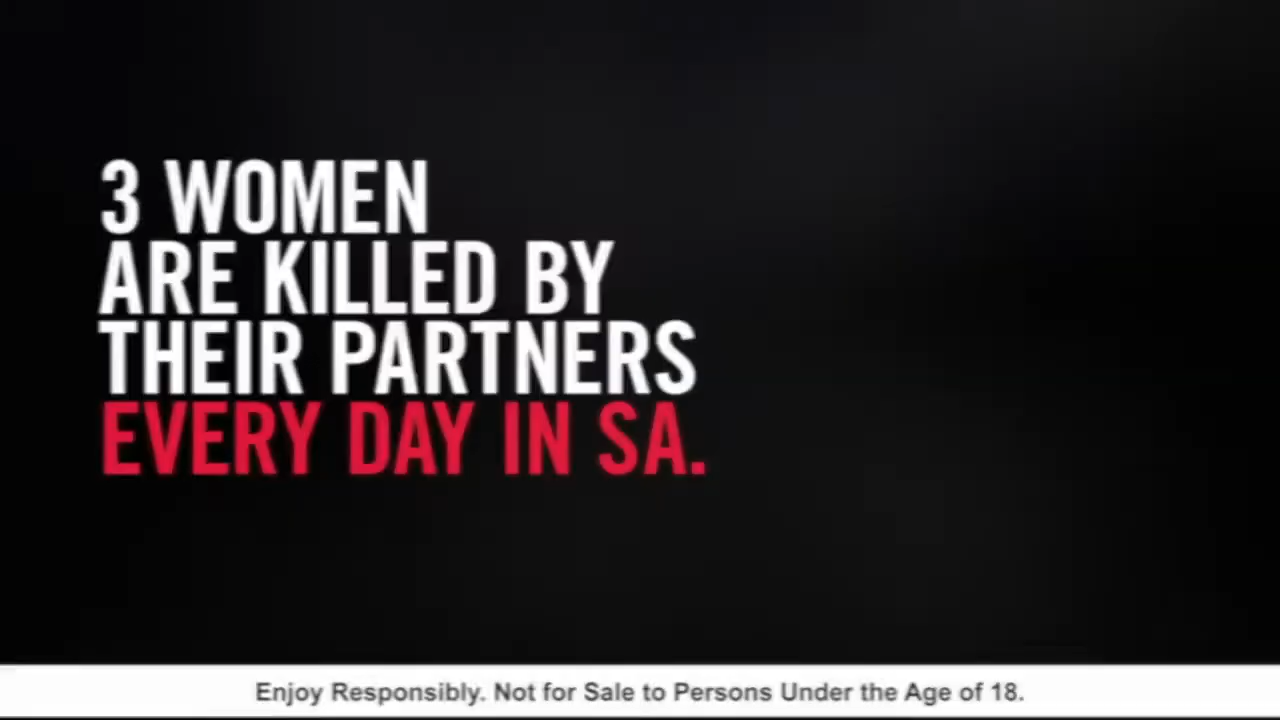 3 WOMEN
ARE KILLED BY
THEIR PARTNERS
EVERY DAY IN SA.
Enjoy Responsibly. Not for Sale to Persons Under the Age of 18.